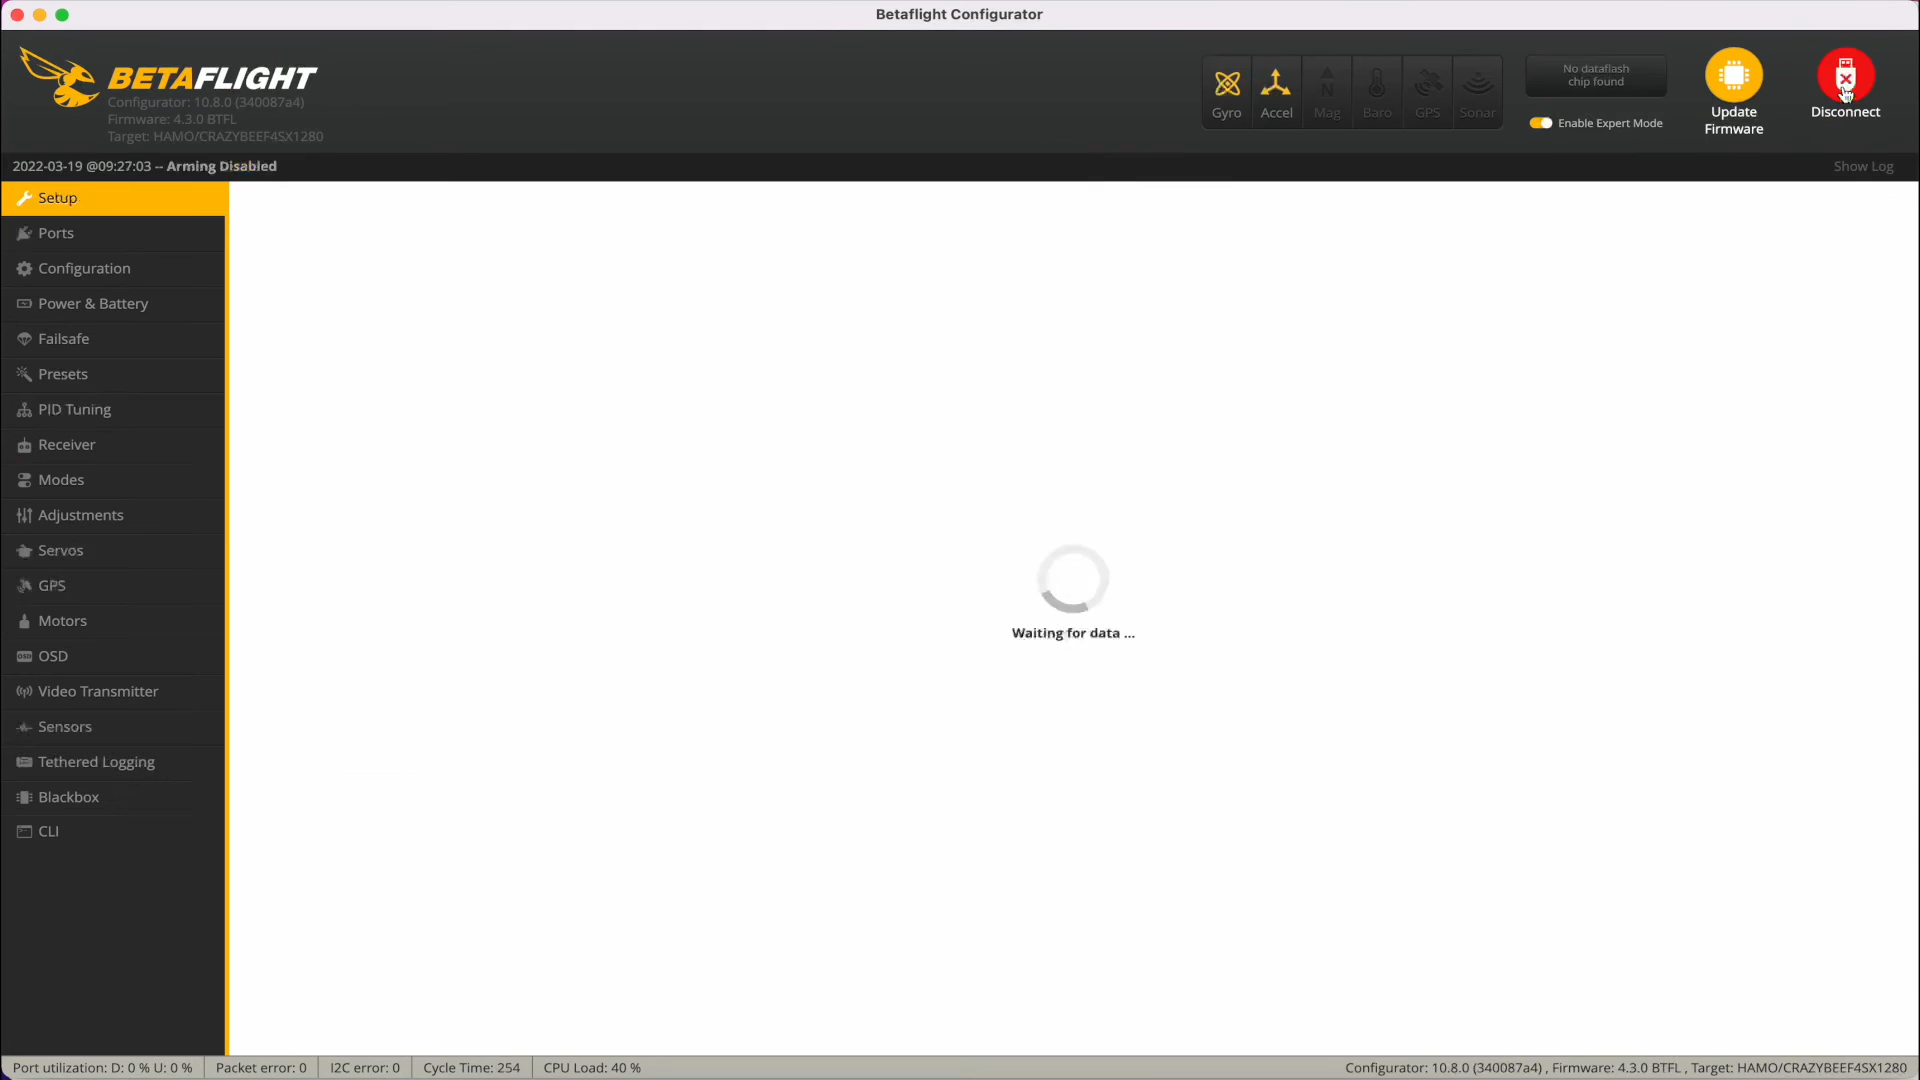 Betaflight Configurator
BETAFLIGHT
Configurator: 10.8.0 (340087a4)
Firmware: 4.3.0 BTFL
Target: HAMO/CRAZYBEEF4SX1280
Gyro
Accel
Mag
Baro
GPS
Sonar
No dataflash
chip found
Enable Expert Mode
Update
Firmware
Disconnect
2022-03-19 @09:27:03 -- Arming Disabled
Show Log
Setup
Ports
Configuration
Power & Battery
Failsafe
Presets
PID Tuning
Receiver
Modes
Adjustments
Servos
GPS
Motors
OSD
Video Transmitter
Sensors
Tethered Logging
Blackbox
CLI
Waiting for data ...
Port utilization: D: 0 % U: 0 %
Packet error: 0
I2C error: 0
Cycle Time: 254
CPU Load: 40 %
Configurator: 10.8.0 (340087a4) , Firmware: 4.3.0 BTFL , Target: HAMO/CRAZYBEEF4SX1280